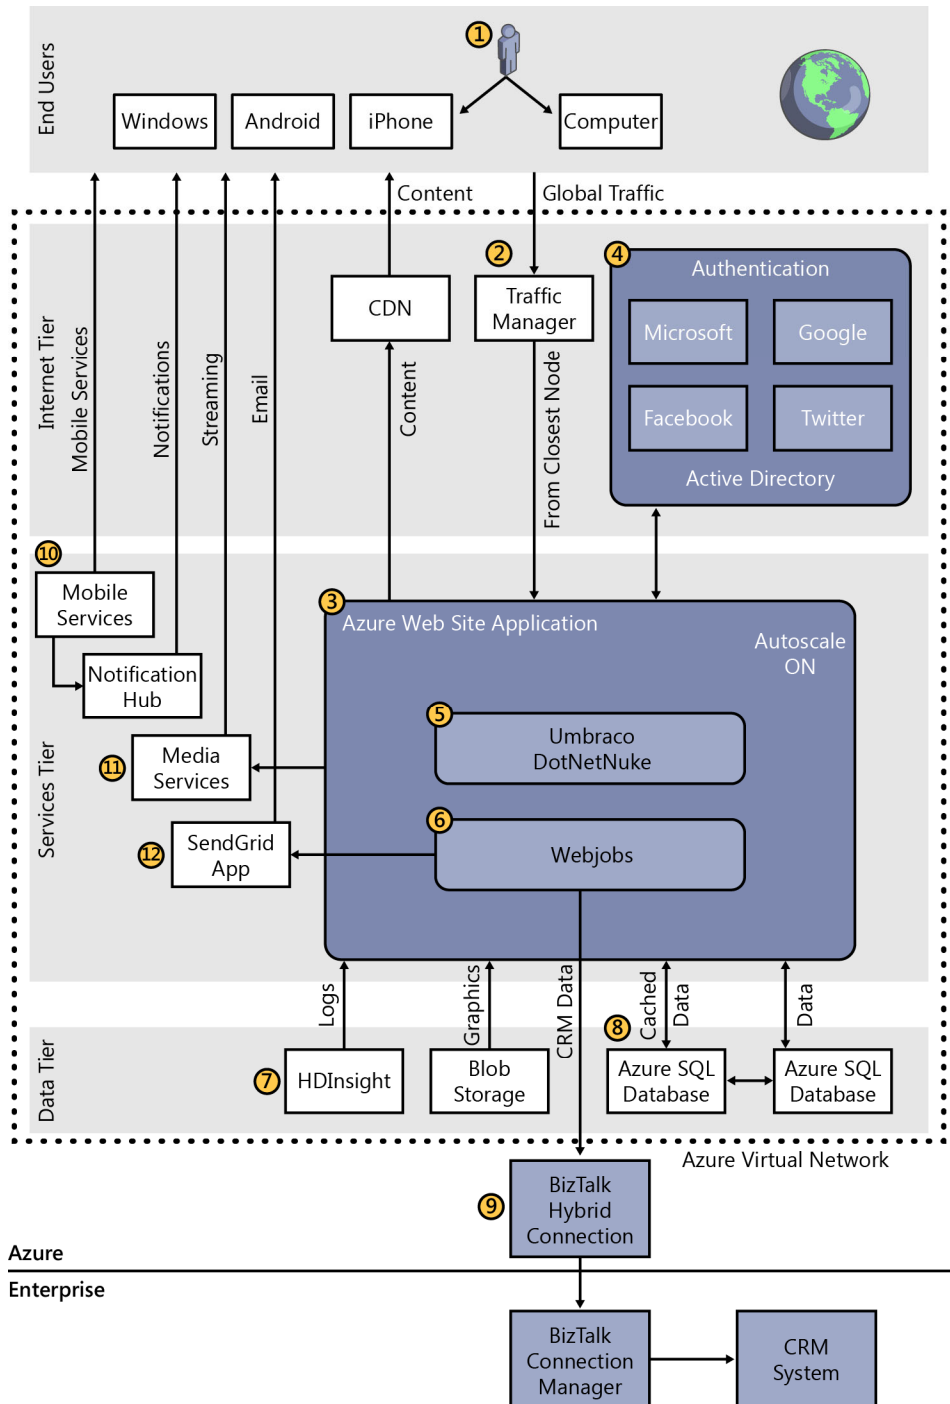 End Users
1
Windows
Android
iPhone
Computer
Content
Global Traffic
Internet Tier
Mobile Services
Notifications
Streaming
Email
CDN
Content
2
Traffic
Manager
From Closest Node
4
Authentication
Microsoft
Google
Facebook
Twitter
Active Directory
Services Tier
10
Mobile
Services
Notification
Hub
11
Media
Services
12
SendGrid
App
3
Azure Web Site Application
Autoscale
ON
5
Umbraco
DotNetNuke
6
Webjobs
Logs
Graphics
CRM Data
Cached
Data
Data
Data Tier
7
HDInsight
Blob
Storage
8
Azure SQL
Database
Azure SQL
Database
Azure Virtual Network
9
BizTalk
Hybrid
Connection
Azure
Enterprise
BizTalk
Connection
Manager
CRM
System